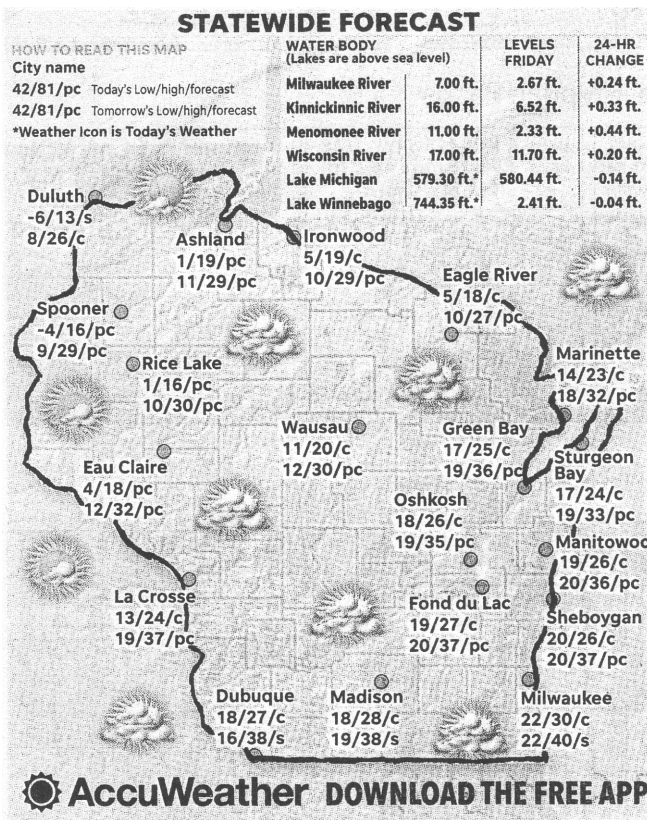 STATEWIDE FORECAST
HOW TO READ THIS MAP
City name
42/81/pc Today's Low/high/forecast
42/81/pc Tomorrow's Low/high/forecast
*Weather Icon is Today's Weather
WATER BODY LEVELS 24-HR
(Lakes are above sea level) FRIDAY CHANGE
Milwaukee River 7.00 ft. 2.67 ft. +0.24 ft.
Kinnickinnic River 16.00 ft. 6.52 ft. +0.33 ft.
Menomonee River 11.00 ft. 2.33 ft. +0.44 ft.
Wisconsin River 17.00 ft. 11.70 ft. +0.20 ft.
Lake Michigan 579.30 ft.* 580.44 ft. -0.14 ft.
Lake Winnebago 744.35 ft.* 2.41 ft. -0.04 ft.
Duluth
-6/13/s
8/26/c
Ashland
1/19/pc
11/29/pc
Ironwood
5/19/c
10/29/pc
Eagle River
5/18/c
10/27/pc
Spooner
-4/16/pc
9/29/pc
Rice Lake
1/16/pc
10/30/pc
Marinette
14/23/c
18/32/pc
Wausau
11/20/c
12/30/pc
Green Bay
17/25/c
19/36/pc
Sturgeon
Bay
17/24/c
19/33/pc
Eau Claire
4/18/pc
12/32/pc
Oshkosh
18/26/c
19/35/pc
Manitowoc
19/26/c
20/36/pc
La Crosse
13/24/c
19/37/pc
Fond du Lac
19/27/c
20/37/pc
Sheboygan
20/26/c
20/37/pc
Dubuque
18/27/c
16/38/s
Madison
18/28/c
19/38/s
Milwaukee
22/30/c
22/40/s
AccuWeather DOWNLOAD THE FREE APP